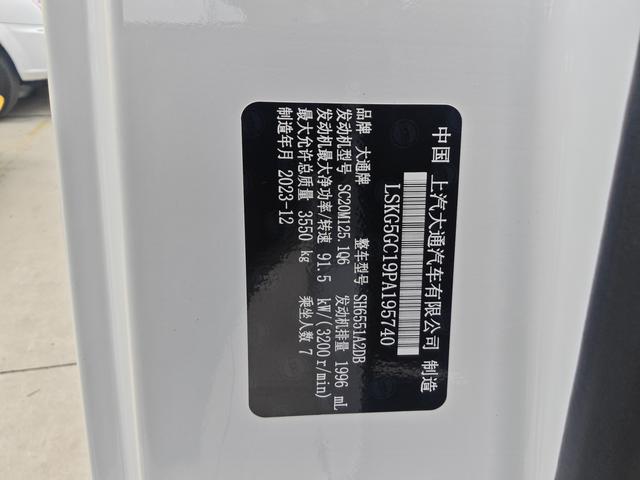 中国 上汽大通汽车有限公司 制造
LSKG5GC19PA195740
品牌 大通牌 整车型号 SH6551A2DB
发动机型号 SC20M125.1Q6 发动机排量 1996 mL
发动机最大净功率/转速 91.5 kW/(3200r/min)
最大允许总质量 3550 kg 乘坐人数 7
制造年月 2023-12